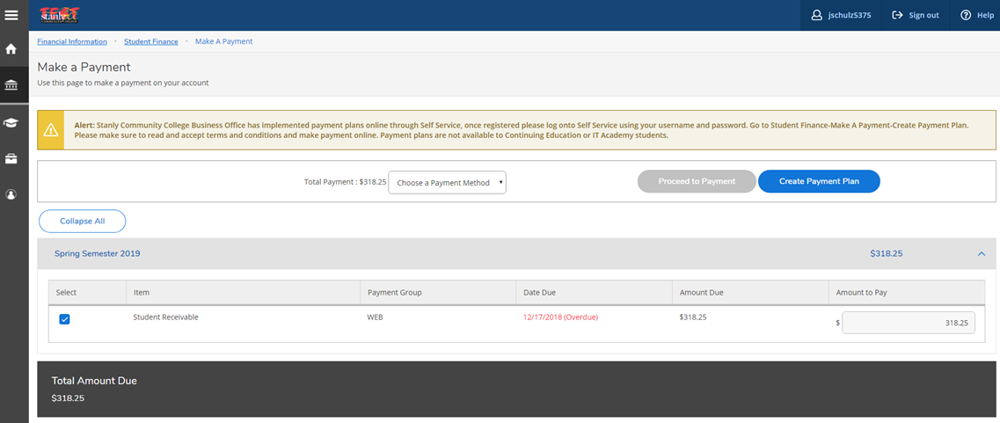 TEST
stanly
COMMUNITY COLLEGE
jschulz5375
Sign out
Help
Financial Information • Student Finance • Make A Payment
Make a Payment
Use this page to make a payment on your account
Alert: Stanly Community College Business Office has implemented payment plans online through Self Service, once registered please log onto Self Service using your username and password. Go to Student Finance-Make A Payment-Create Payment Plan.
Please make sure to read and accept terms and conditions and make payment online. Payment plans are not available to Continuing Education or IT Academy students.
Total Payment : $318.25 Choose a Payment Method Proceed to Payment Create Payment Plan
Collapse All
Spring Semester 2019 $318.25
Select Item Payment Group Date Due Amount Due Amount to Pay
Student Receivable WEB 12/17/2018 (Overdue) $318.25 $ 318.25
Total Amount Due
$318.25